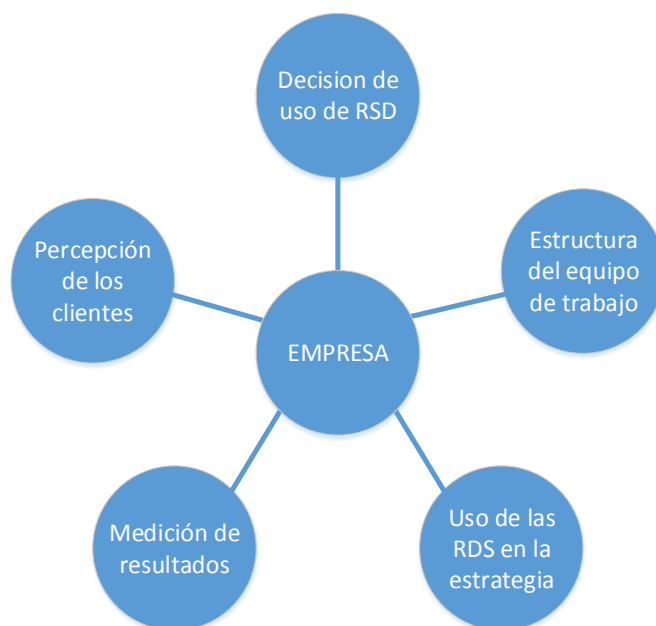 Decision de
uso de RSD
Estructura
del equipo
de trabajo
Percepción
de los
clientes
EMPRESA
Uso de las
RDS en la
estrategia
Medición de
resultados